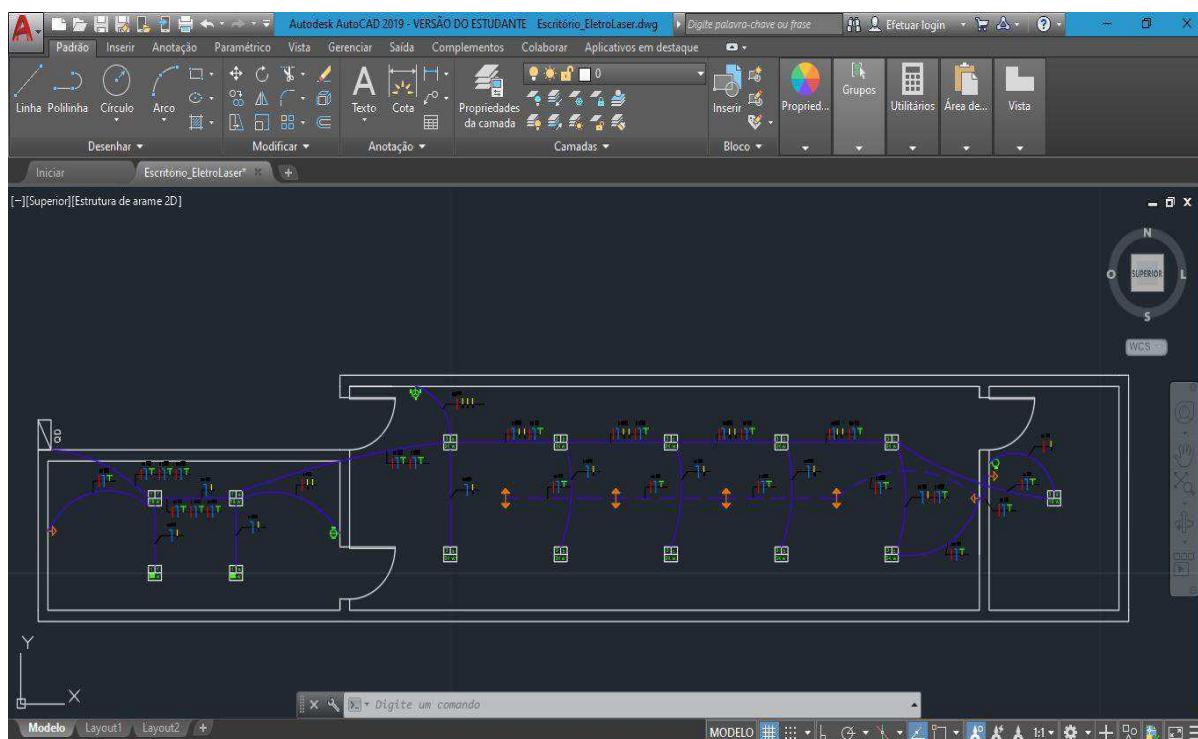 Autodesk AutoCAD 2019 - VERSÃO DO ESTUDANTE Escritório_EletroLaser.dwg
Digite palavra-chave ou frase
Efetuar login
Padrão Inserir Anotação Paramétrico Vista Gerenciar Saída Complementos Colaborar Aplicativos em destaque
Linha Polilinha Círculo Arco
Texto Cota
Propriedades da camada
0
Inserir
Propried...
Grupos
Utilitários
Área de...
Vista
Desenhar Modificar Anotação Camadas Bloco
Iniciar Escritório_EletroLaser* +
[−][Superior][Estrutura de arame 2D]
N
O SUPERIOR L
S
WCS
QD
Y
X
Digite um comando
Modelo Layout1 Layout2 +
MODELO 1:1